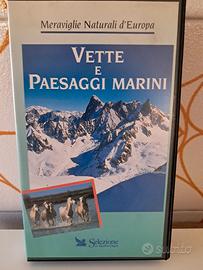 Meraviglie Naturali d'Europa
VETTE
E
PAESAGGI MARINI
Selezione
Subito